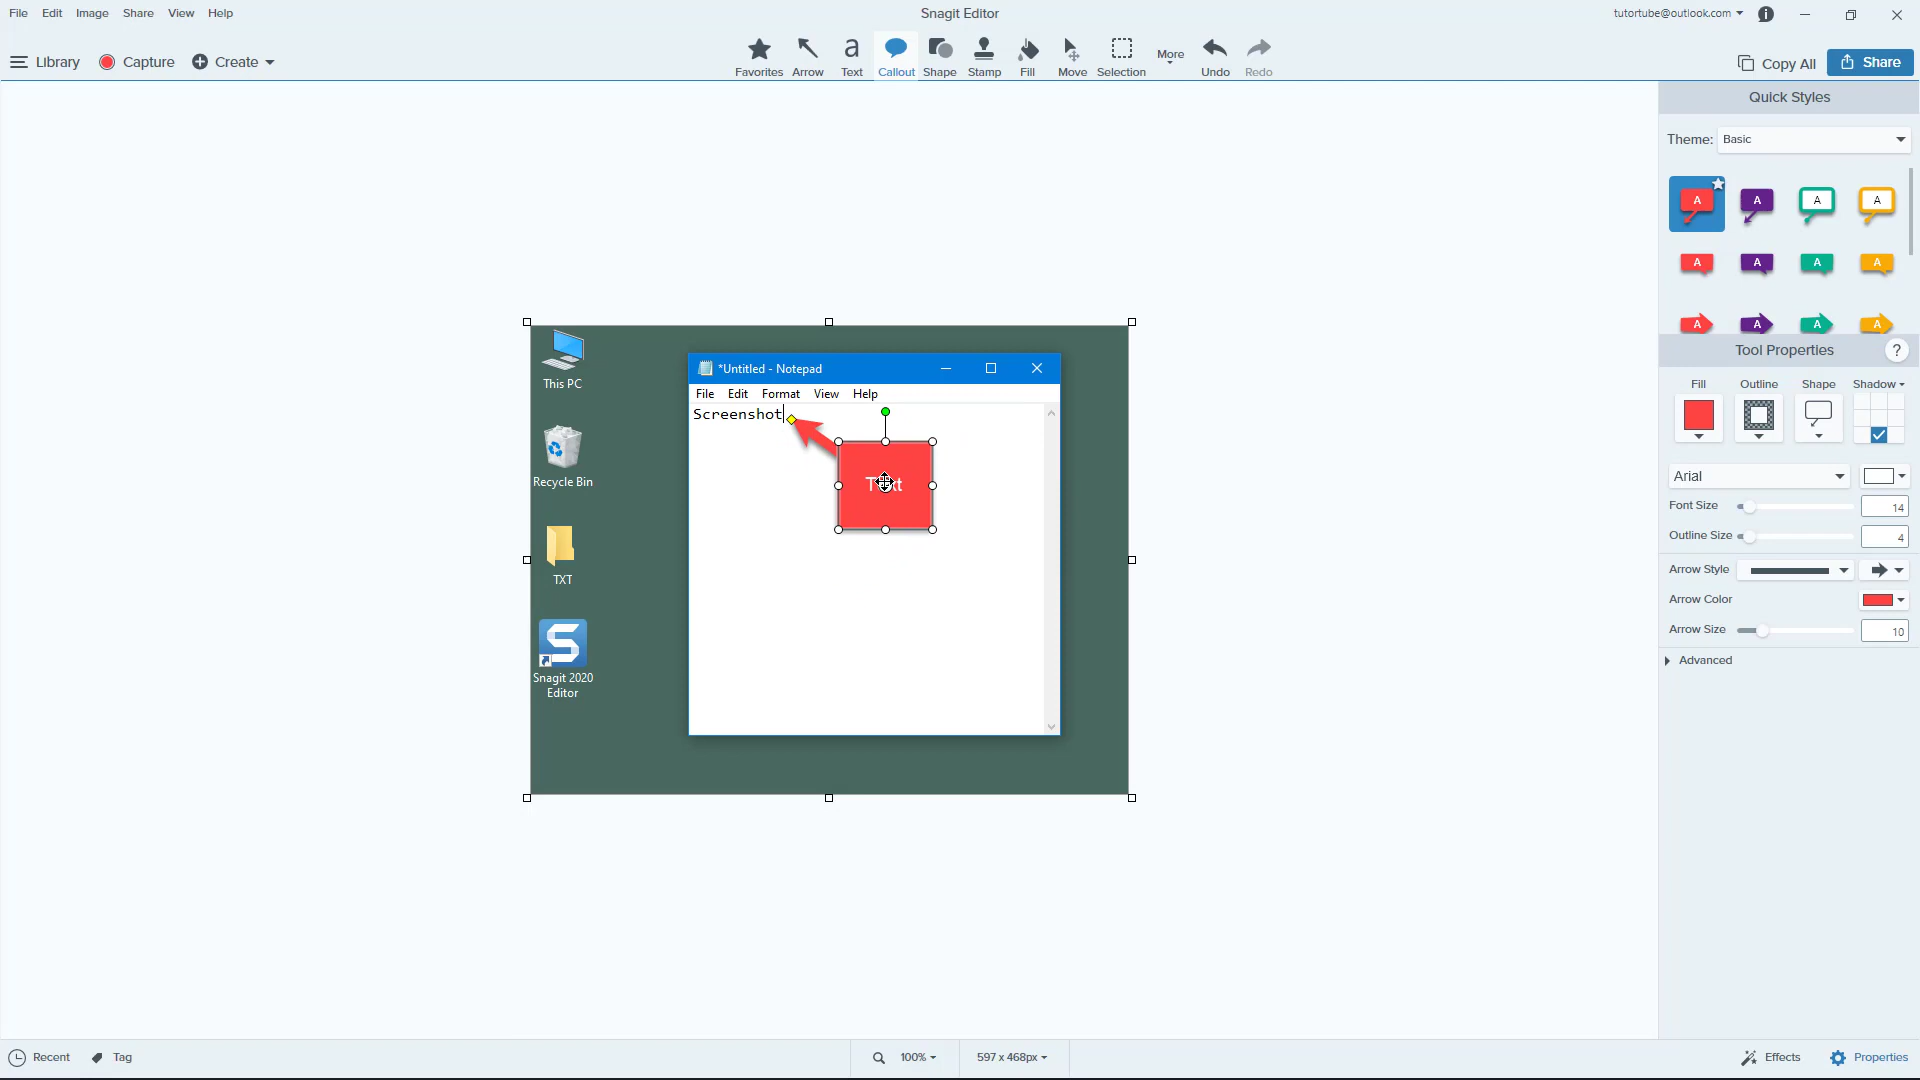 File Edit Image Share View Help
Snagit Editor
tutortube@outlook.com
Library Capture Create
Favorites Arrow Text Callout Shape Stamp Fill Move Selection More Undo Redo
Copy All Share
Quick Styles
Theme: Basic
A A A A
A A A A
A A A A
This PC
Recycle Bin
TXT
Snagit 2020
Editor
*Untitled - Notepad
File Edit Format View Help
Screenshot
Text
Tool Properties ?
Fill Outline Shape Shadow
Arial
Font Size 14
Outline Size 4
Arrow Style
Arrow Color
Arrow Size 10
Advanced
Recent Tag
100% 597 x 468px
Effects Properties